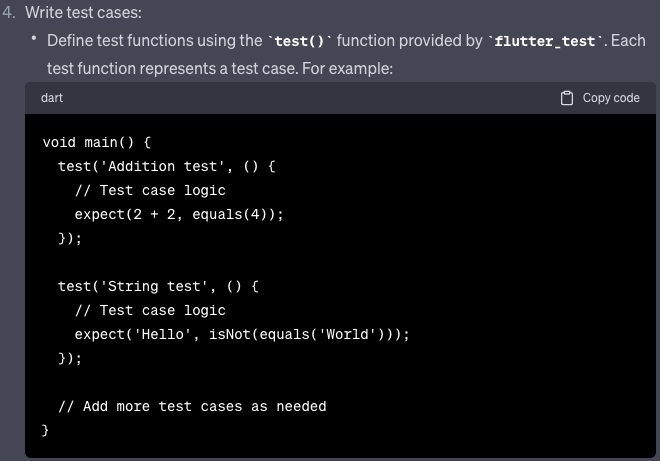 4. Write test cases:
• Define test functions using the `test()` function provided by `flutter_test`. Each
test function represents a test case. For example:
dart Copy code
void main() {
  test('Addition test', () {
    // Test case logic
    expect(2 + 2, equals(4));
  });

  test('String test', () {
    // Test case logic
    expect('Hello', isNot(equals('World')));
  });

  // Add more test cases as needed
}